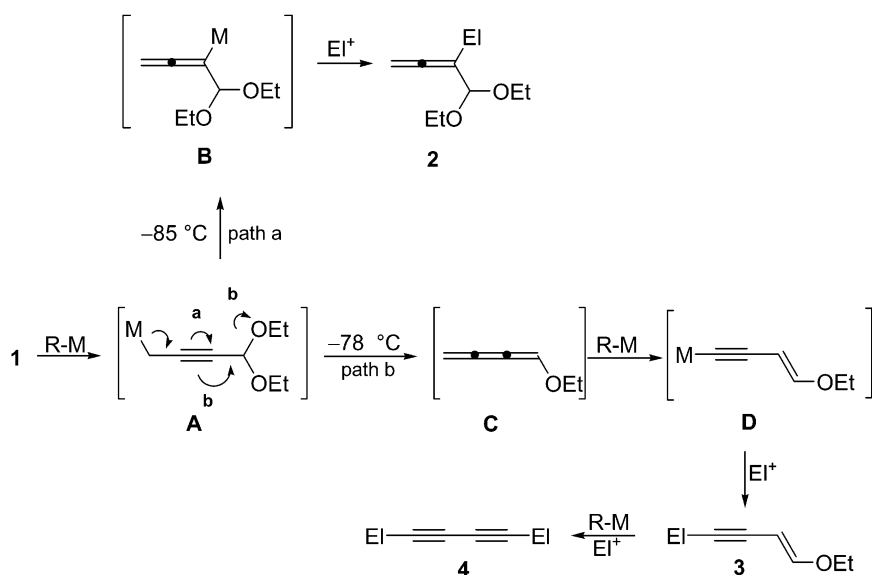 M
El⁺
El
OEt
EtO
OEt
EtO
B
2
–85 °C
path a
1
R-M
M
a
b
OEt
OEt
b
A
–78 °C
path b
OEt
C
R-M
M
OEt
D
El⁺
El
El
4
R-M
El⁺
El
OEt
3